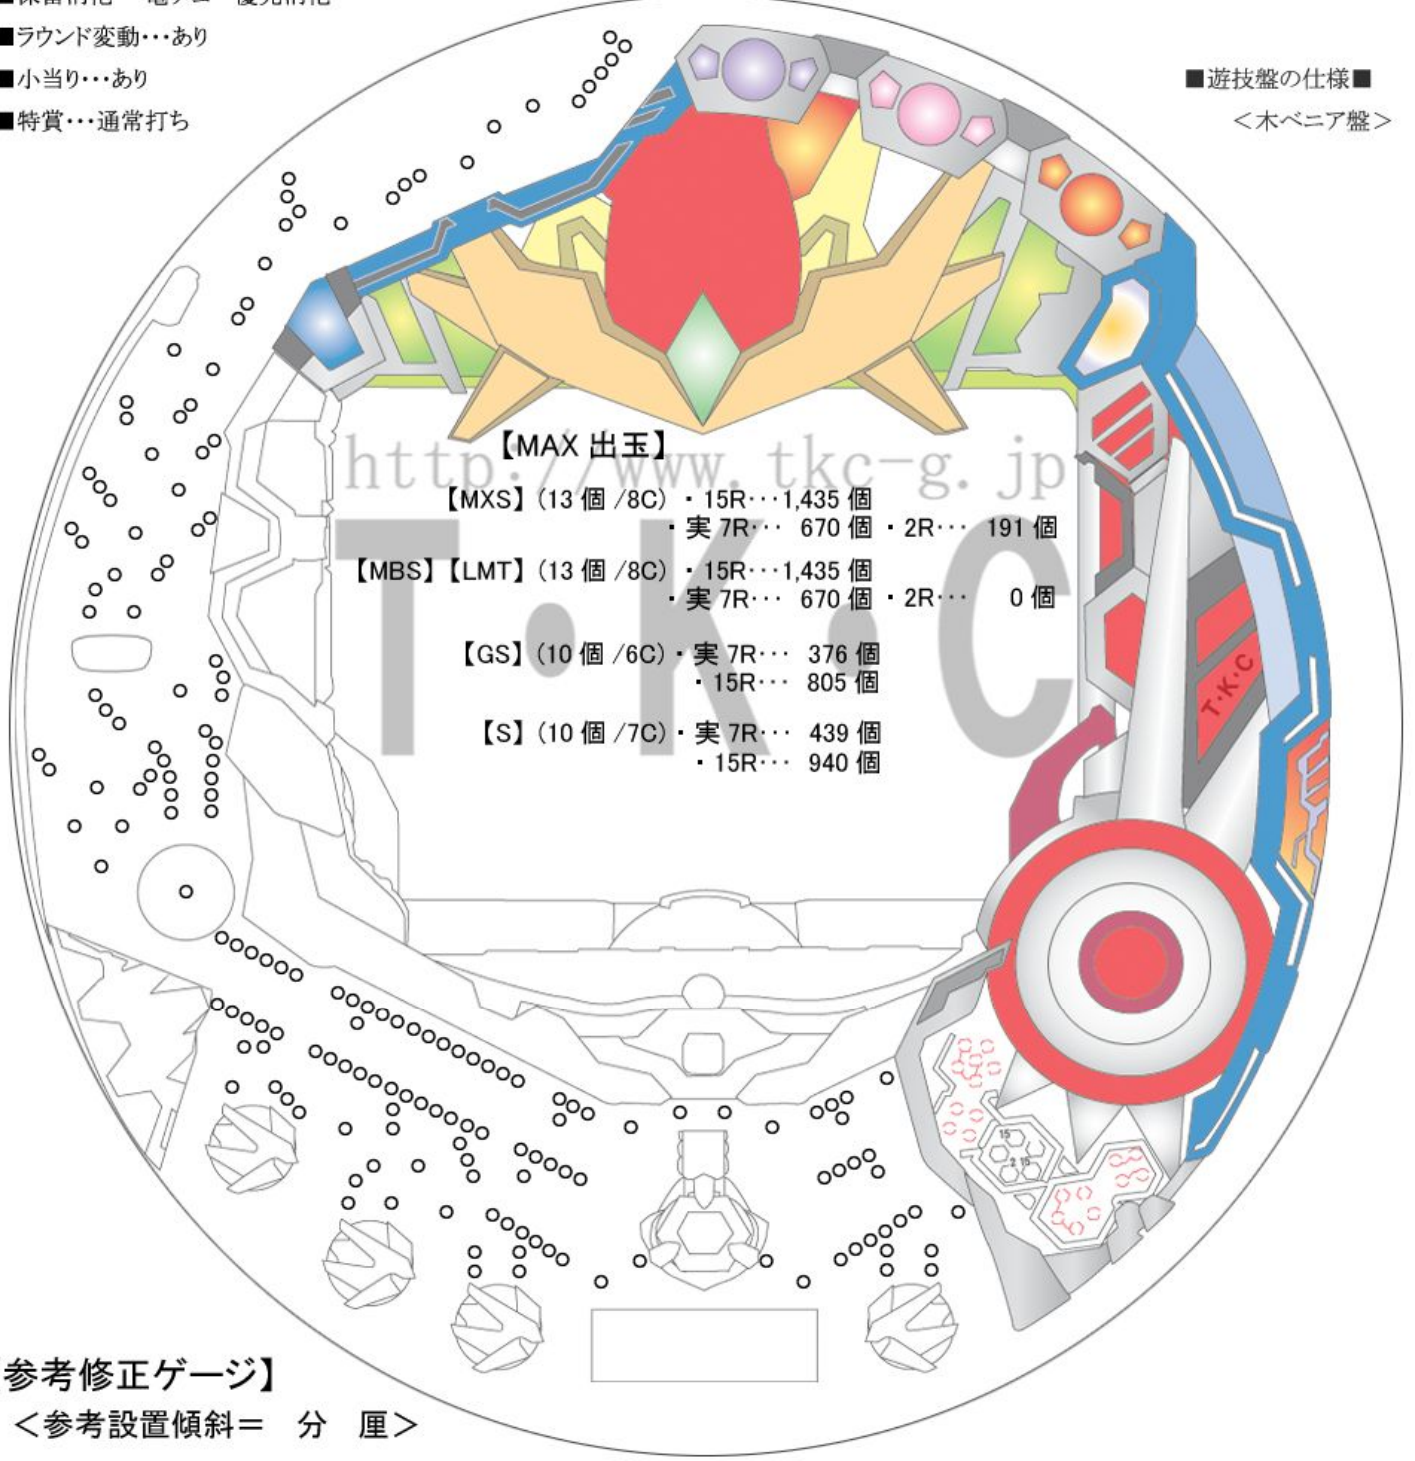 ■ラウンド変動･･･あり
■小当り･･･あり
■特賞･･･通常打ち
■遊技盤の仕様■
＜木ベニア盤＞
【MAX 出玉】
http://www.tkc-g.jp
【MXS】（13 個 /8C）・15R･･･1,435 個
・実 7R･･･ 670 個・2R･･･ 191 個
【MBS】【LMT】（13 個 /8C）・15R･･･1,435 個
・実 7R･･･ 670 個・2R･･･ 0 個
T・K・C
【GS】（10 個 /6C）・実 7R･･･ 376 個
・15R･･･ 805 個
【S】（10 個 /7C）・実 7R･･･ 439 個
・15R･･･ 940 個
T・K・C
15
2 15
参考修正ゲージ】
＜参考設置傾斜＝ 分 厘＞